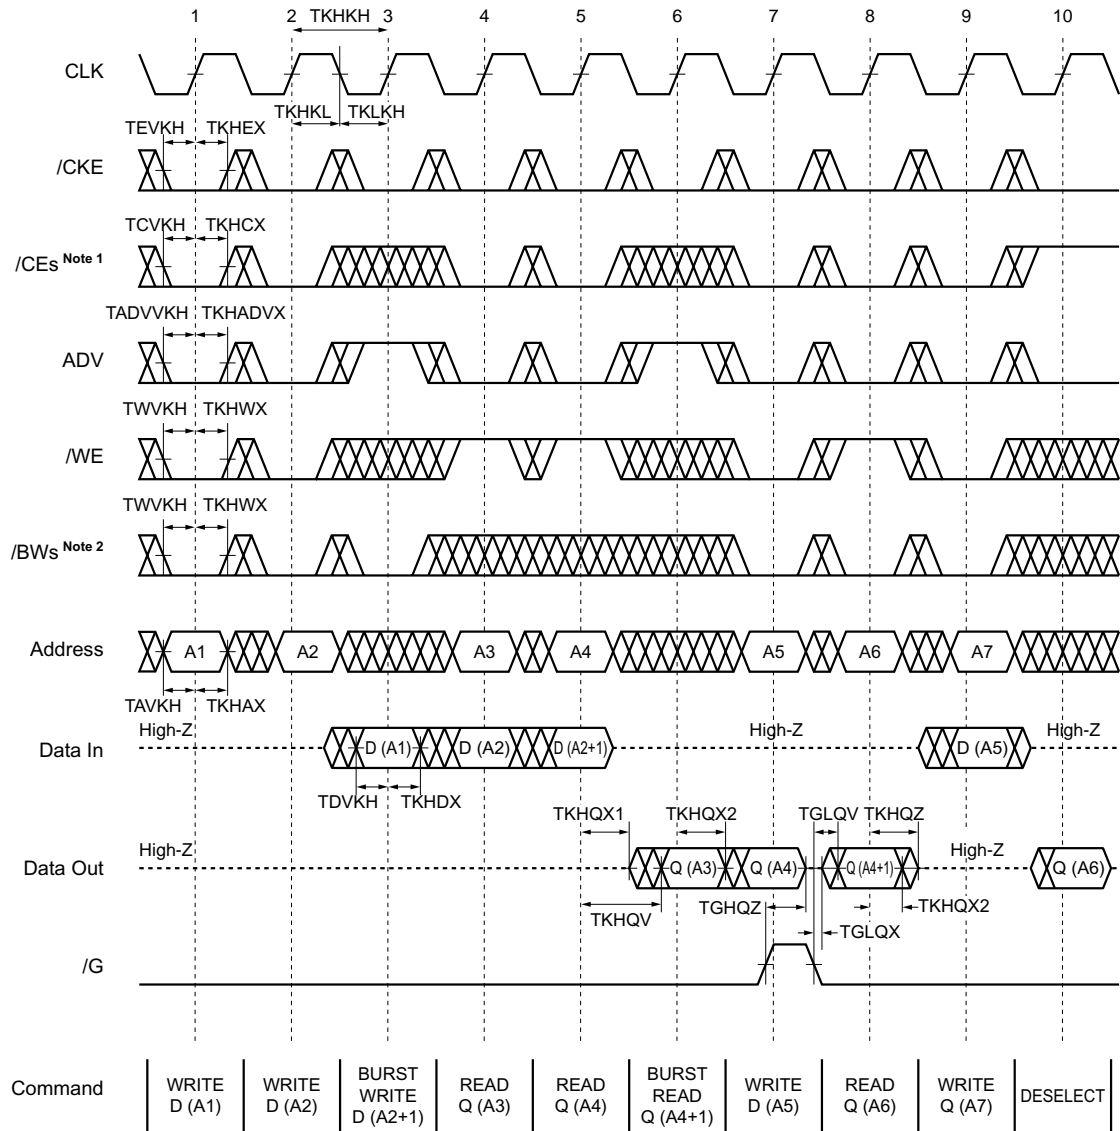 1 2 TKHKH 3 4 5 6 7 8 9 10
CLK
TKHKL TKLKH
TEVKH TKHEX
/CKE
TCVKH TKHCX
/CEs Note 1
TADVVKH TKHADVX
ADV
TWVKH TKHWX
/WE
TWVKH TKHWX
/BWs Note 2
Address A1 A2 A3 A4 A5 A6 A7
TAVKH TKHAX
High-Z High-Z High-Z
Data In D (A1) D (A2) D (A2+1) D (A5)
TDVKH TKHDX
TKHQX1 TKHQX2 TGLQV TKHQZ
High-Z High-Z
Data Out Q (A3) Q (A4) Q (A4+1) Q (A6)
TKHQV TGHQZ TKHQX2
TGLQX
/G
Command
WRITE
D (A1)
WRITE
D (A2)
BURST
WRITE
D (A2+1)
READ
Q (A3)
READ
Q (A4)
BURST
READ
Q (A4+1)
WRITE
D (A5)
READ
Q (A6)
WRITE
Q (A7)
DESELECT